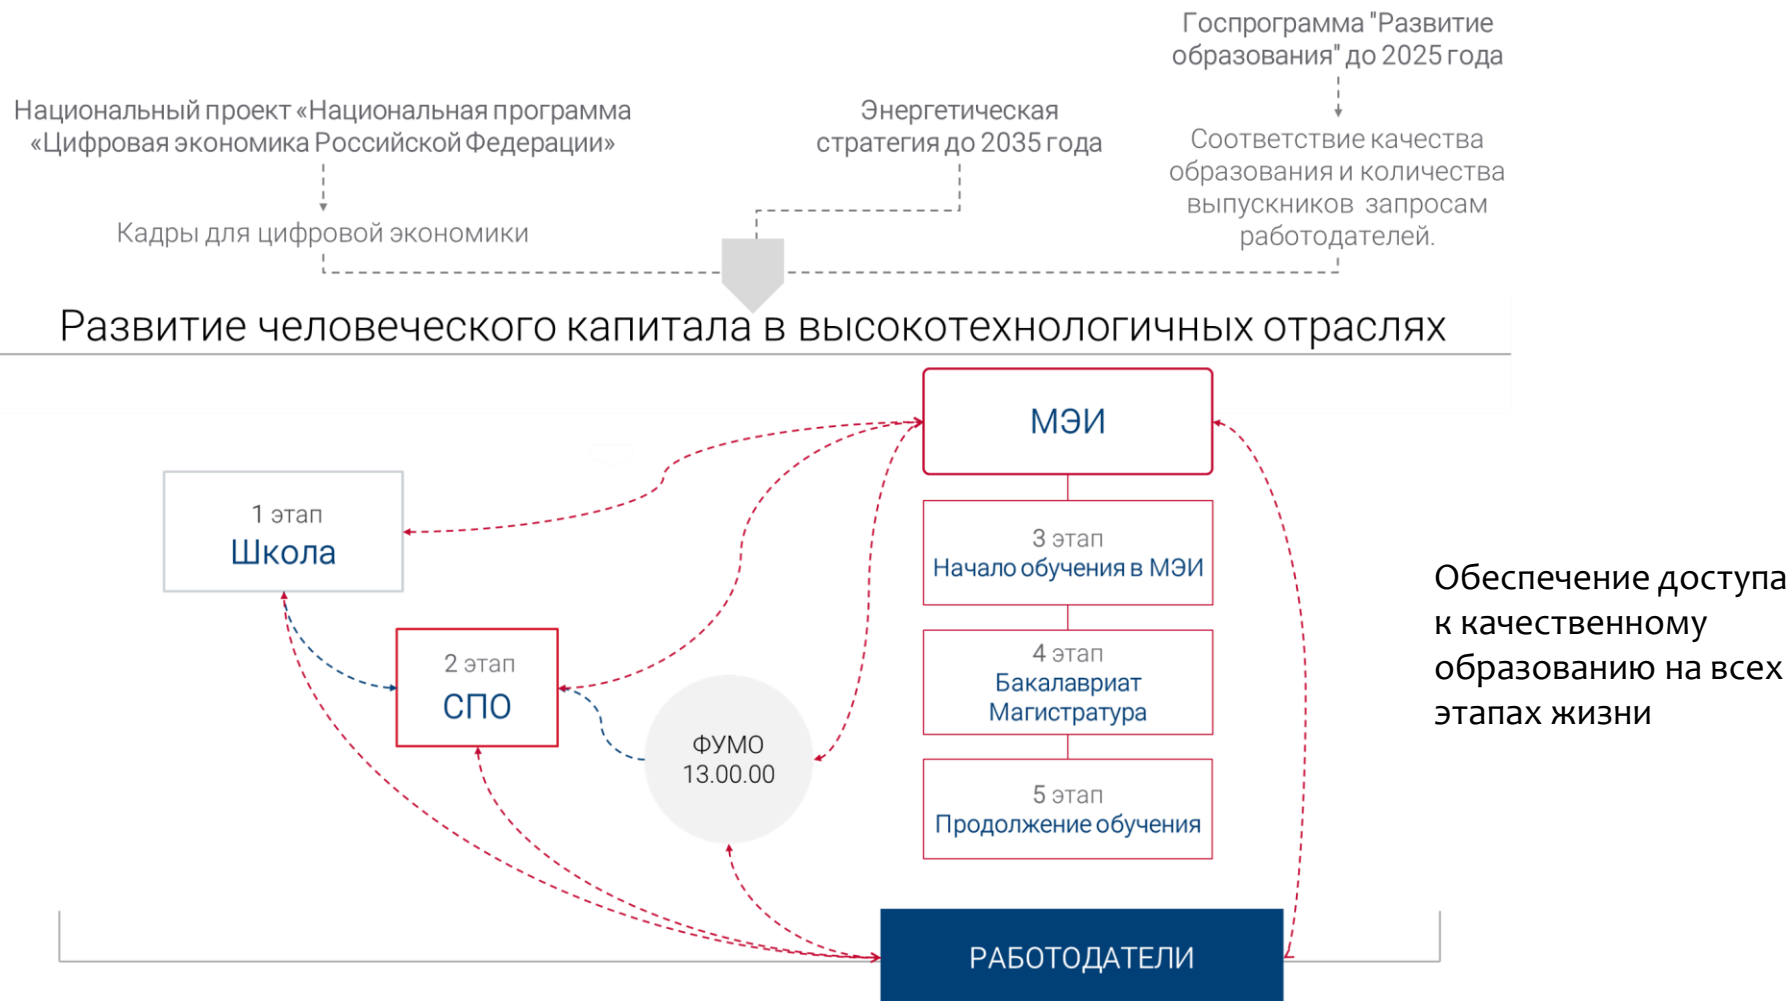 Госпрограмма "Развитие
образования" до 2025 года
Национальный проект «Национальная программа
«Цифровая экономика Российской Федерации»
Энергетическая
стратегия до 2035 года
Соответствие качества
образования и количества
выпускников запросам
работодателей.
Кадры для цифровой экономики
Развитие человеческого капитала в высокотехнологичных отраслях
МЭИ
1 этап
Школа
3 этап
Начало обучения в МЭИ
2 этап
СПО
4 этап
Бакалавриат
Магистратура
ФУМО
13.00.00
5 этап
Продолжение обучения
РАБОТОДАТЕЛИ
Обеспечение доступа
к качественному
образованию на всех
этапах жизни